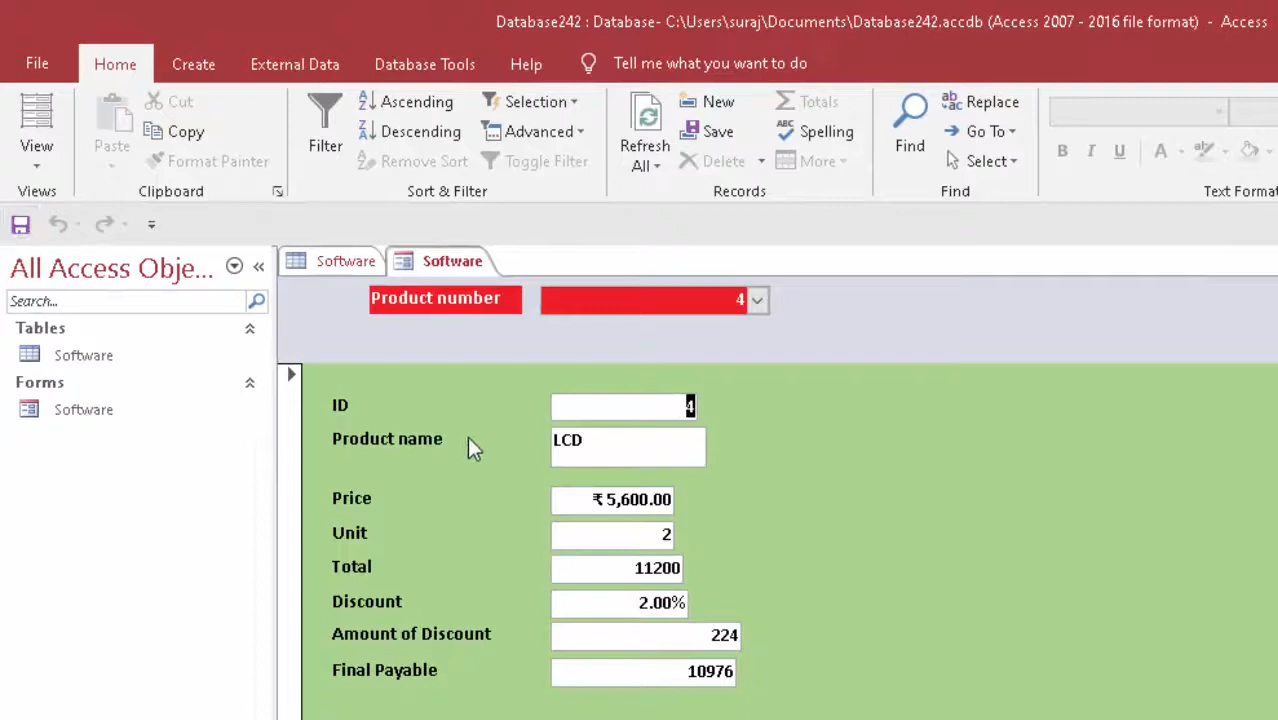 Database242 : Database- C:\Users\suraj\Documents\Database242.accdb (Access 2007 - 2016 file format) - Access
File Home Create External Data Database Tools Help Tell me what you want to do
Cut Ascending Selection New Totals Replace
Copy Descending Advanced Save Spelling Go To
View Paste Format Painter Filter Remove Sort Toggle Filter Refresh All Delete More Find Select B I U A
Views Clipboard Sort & Filter Records Find Text Format
All Access Obje... « Software Software
Search...
Product number 4
Tables
Software
Forms
Software
ID 4
Product name LCD
Price ₹ 5,600.00
Unit 2
Total 11200
Discount 2.00%
Amount of Discount 224
Final Payable 10976